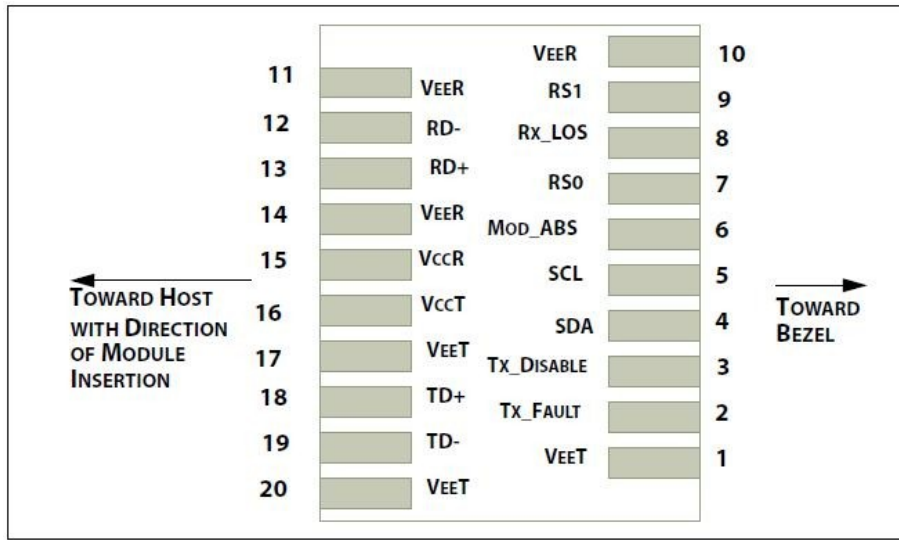 11 VEER
12 RD-
13 RD+
14 VEER
15 VCCR
16 VCCT
17 VEET
18 TD+
19 TD-
20 VEET
TOWARD HOST
WITH DIRECTION
OF MODULE
INSERTION
VEER 10
RS1 9
RX_LOS 8
RS0 7
MOD_ABS 6
SCL 5
SDA 4
TX_DISABLE 3
TX_FAULT 2
VEET 1
TOWARD
BEZEL